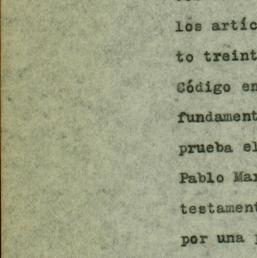 los artíc
to treint
Código en
fundament
prueba el
Pablo Mar
testament
por una